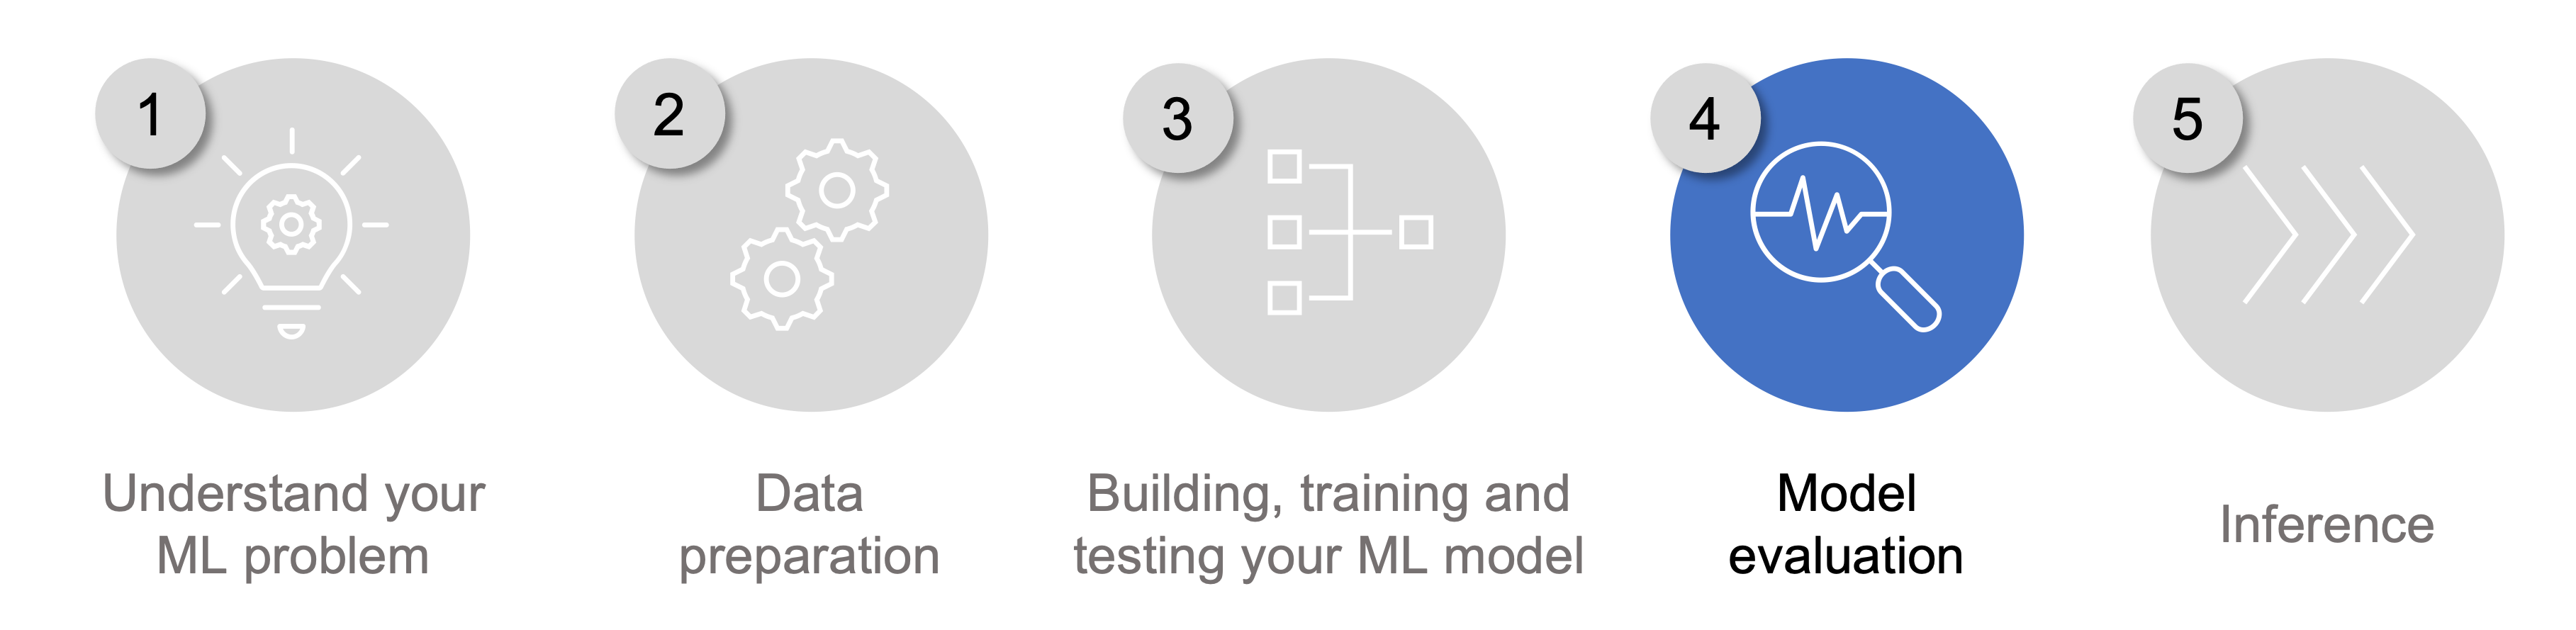 1
2
3
4
5
Understand your
ML problem
Data
preparation
Building, training and
testing your ML model
Model
evaluation
Inference